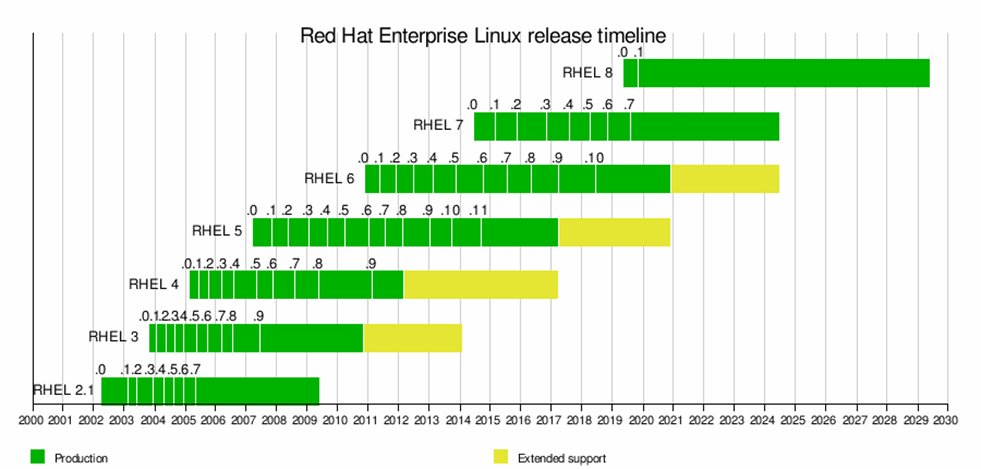 Red Hat Enterprise Linux release timeline
.0 .1
RHEL 8
.0 .1 .2 .3 .4 .5 .6 .7
RHEL 7
.0 .1 .2 .3 .4 .5 .6 .7 .8 .9 .10
RHEL 6
.0 .1 .2 .3 .4 .5 .6 .7 .8 .9 .10 .11
RHEL 5
.0 .1 .2 .3 .4 .5 .6 .7 .8 .9
RHEL 4
.0 .1 .2 .3 .4 .5 .6 .7 .8 .9
RHEL 3
.0 .1 .2 .3 .4 .5 .6 .7
RHEL 2.1
2000 2001 2002 2003 2004 2005 2006 2007 2008 2009 2010 2011 2012 2013 2014 2015 2016 2017 2018 2019 2020 2021 2022 2023 2024 2025 2026 2027 2028 2029 2030
Production Extended support